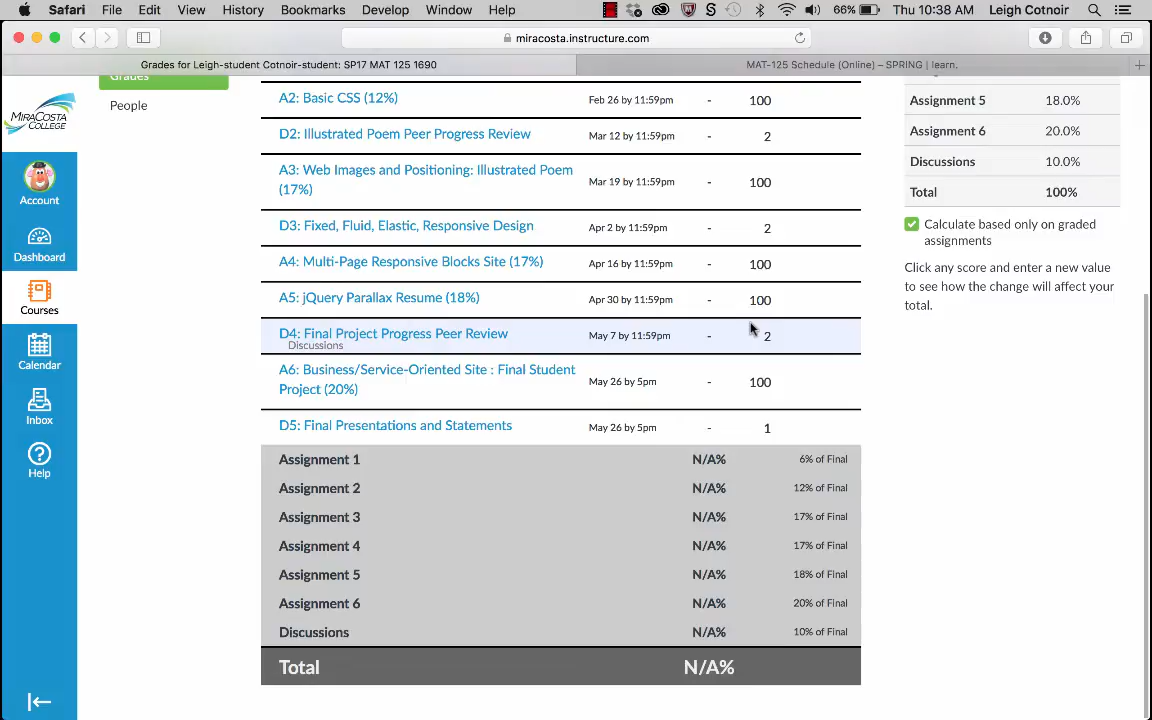 Safari File Edit View History Bookmarks Develop Window Help S 66% Thu 10:38 AM Leigh Cotnoir
miracosta.instructure.com
Grades for Leigh-student Cotnoir-student: SP17 MAT 125 1690
MAT-125 Schedule (Online) – SPRING | learn.
Grades
People
MIRACOSTA
COLLEGE
Account
Dashboard
Courses
Calendar
Inbox
Help
A2: Basic CSS (12%) Feb 26 by 11:59pm - 100
D2: Illustrated Poem Peer Progress Review Mar 12 by 11:59pm - 2
A3: Web Images and Positioning: Illustrated Poem
(17%) Mar 19 by 11:59pm - 100
D3: Fixed, Fluid, Elastic, Responsive Design Apr 2 by 11:59pm - 2
A4: Multi-Page Responsive Blocks Site (17%) Apr 16 by 11:59pm - 100
A5: jQuery Parallax Resume (18%) Apr 30 by 11:59pm - 100
D4: Final Project Progress Peer Review May 7 by 11:59pm - 2
Discussions
A6: Business/Service-Oriented Site : Final Student
Project (20%) May 26 by 5pm - 100
D5: Final Presentations and Statements May 26 by 5pm - 1
Assignment 1 N/A% 6% of Final
Assignment 2 N/A% 12% of Final
Assignment 3 N/A% 17% of Final
Assignment 4 N/A% 17% of Final
Assignment 5 N/A% 18% of Final
Assignment 6 N/A% 20% of Final
Discussions N/A% 10% of Final
Total N/A%
Assignment 5 18.0%
Assignment 6 20.0%
Discussions 10.0%
Total 100%
Calculate based only on graded
assignments
Click any score and enter a new value
to see how the change will affect your
total.